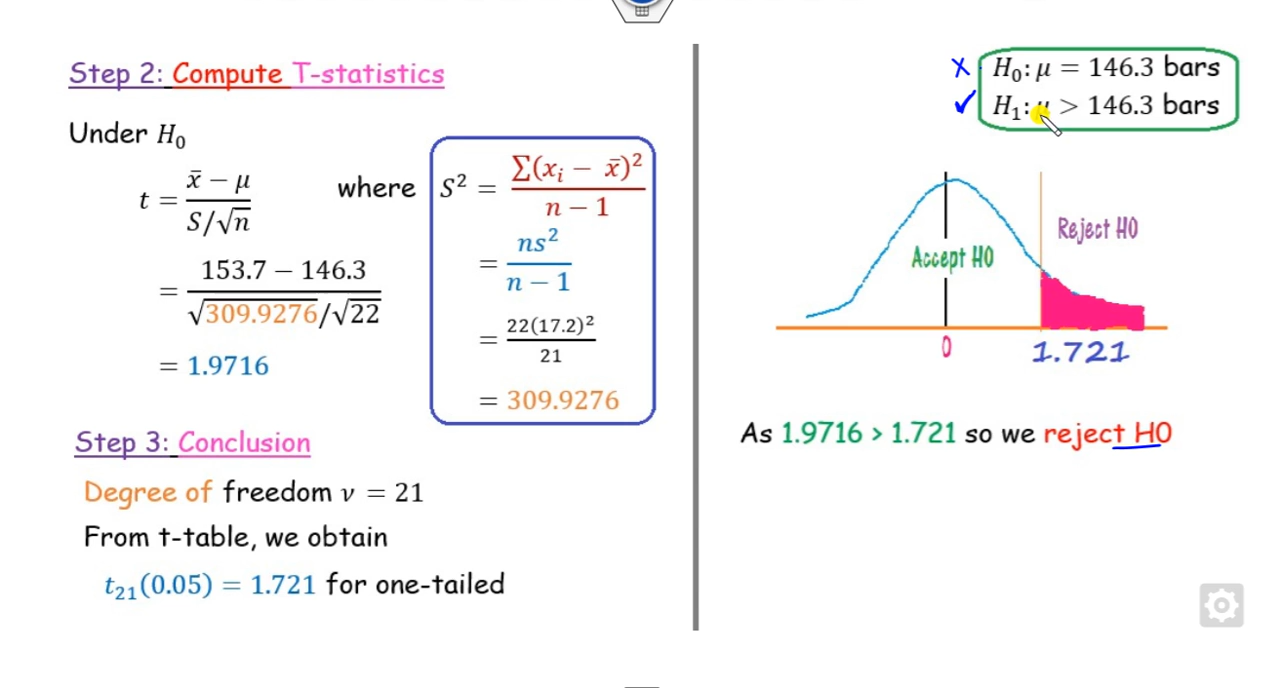 Step 2: Compute T-statistics
Under H₀
t = (x̄ − μ) / (S/√n) where S² = Σ(xᵢ − x̄)² / (n − 1)
= (153.7 − 146.3) / (√309.9276/√22)
= 1.9716
= ns² / (n − 1)
= 22(17.2)² / 21
= 309.9276
Step 3: Conclusion
Degree of freedom ν = 21
From t-table, we obtain
t₂₁(0.05) = 1.721 for one-tailed
H₀: μ = 146.3 bars
H₁: μ > 146.3 bars
Reject H0
Accept H0
0
1.721
As 1.9716 > 1.721 so we reject H0